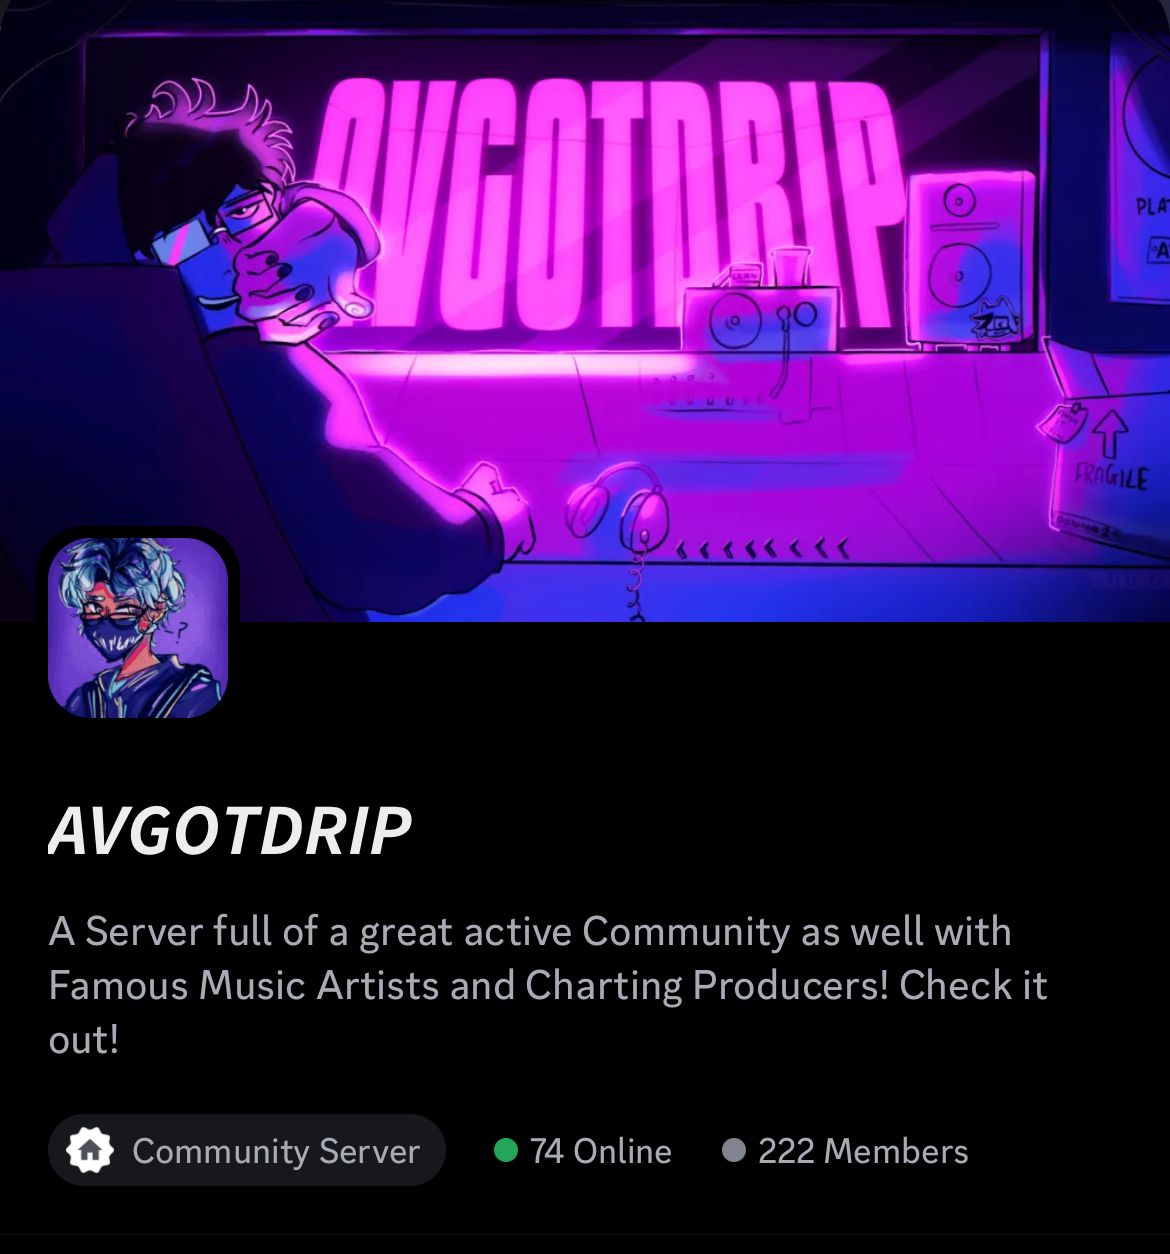 AVGOTDRIP
PLA
"A
FRAGILE
-?
AVGOTDRIP
A Server full of a great active Community as well with
Famous Music Artists and Charting Producers! Check it
out!
Community Server
74 Online
222 Members